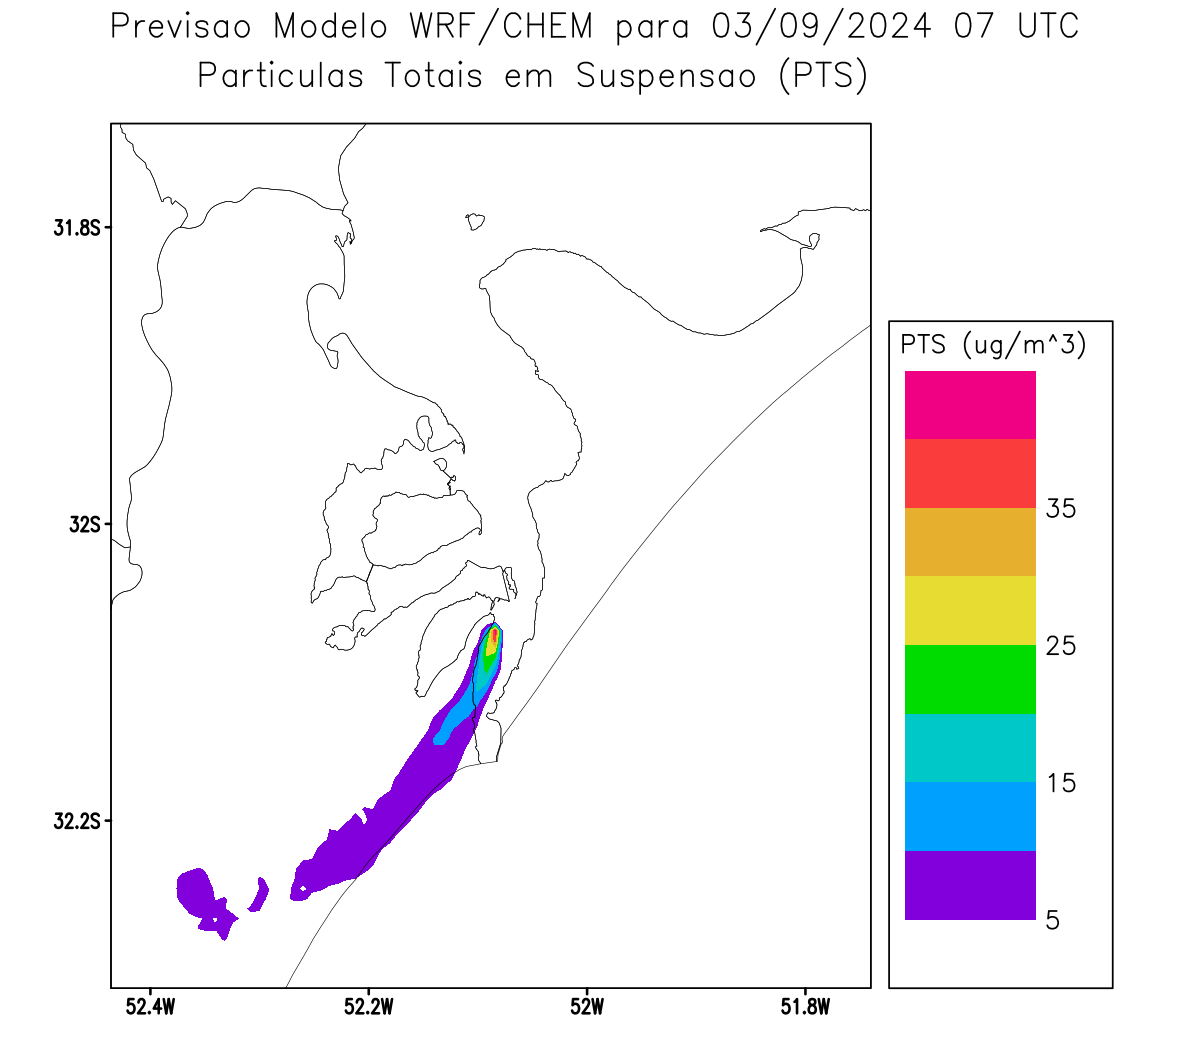 Previsao Modelo WRF/CHEM para 03/09/2024 07 UTC
Particulas Totais em Suspensao (PTS)
31.8S
32S
32.2S
52.4W
52.2W
52W
51.8W
PTS (ug/m^3)
35
25
15
5